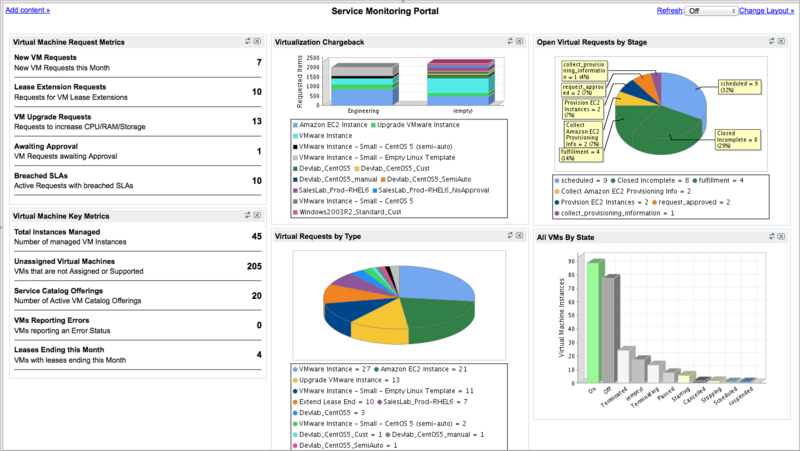 Add content »
Service Monitoring Portal
Refresh: Off
Change Layout »
Virtual Machine Request Metrics
New VM Requests
New VM Requests this Month
7
Lease Extension Requests
Requests for VM Lease Extensions
10
VM Upgrade Requests
Requests to increase CPU/RAM/Storage
13
Awaiting Approval
VM Requests awaiting Approval
1
Breached SLAs
Active Requests with breached SLAs
10
Virtual Machine Key Metrics
Total Instances Managed
Number of managed VM Instances
45
Unassigned Virtual Machines
VMs that are not Assigned or Supported
205
Service Catalog Offerings
Number of Active VM Catalog Offerings
20
VMs Reporting Errors
VMs reporting an Error Status
0
Leases Ending this Month
VMs with leases ending this Month
4
Virtualization Chargeback
Requested Items
2500
2000
1500
1000
500
0
Engineering
(empty)
Amazon EC2 Instance Upgrade VMware Instance
VMware Instance
VMware Instance - Small - CentOS 5 (semi-auto)
VMware Instance - Small - Empty Linux Template
Devlab_CentOS5 Devlab_CentOS5_Cust
Devlab_CentOS5_manual Devlab_CentOS5_SemiAuto
SalesLab_Prod-RHEL6 SalesLab_Prod-RHEL6_NoApproval
VMware Instance - Small - CentOS 5
Windows2003R2_Standard_Cust
Virtual Requests by Type
VMware Instance = 27 Amazon EC2 Instance = 21
Upgrade VMware Instance = 13
VMware Instance - Small - Empty Linux Template = 11
Extend Lease End = 10 SalesLab_Prod-RHEL6 = 7
Devlab_CentOS5 = 3
VMware Instance - Small - CentOS 5 (semi-auto) = 2
Devlab_CentOS5_Cust = 1 Devlab_CentOS5_manual = 1
Devlab_CentOS5_SemiAuto = 1
Open Virtual Requests by Stage
collect_provisi
oning_informatio
n = 1 (4%)
request_approved
= 2 (7%)
Provision EC2
Instances = 2
(7%)
Collect
Amazon EC2
Provisioning
Info = 2 (7%)
fulfillment = 4
(14%)
scheduled = 9
(32%)
Closed
Incomplete = 8
(29%)
scheduled = 9 Closed Incomplete = 8 fulfillment = 4
Collect Amazon EC2 Provisioning Info = 2
Provision EC2 Instances = 2 request_approved = 2
collect_provisioning_information = 1
All VMs By State
Virtual Machine Instances
90
80
70
60
50
40
30
20
10
0
On
Off
Terminated
(empty)
Terminating
Paused
Starting
Cancelled
Stopping
Scheduled
suspended